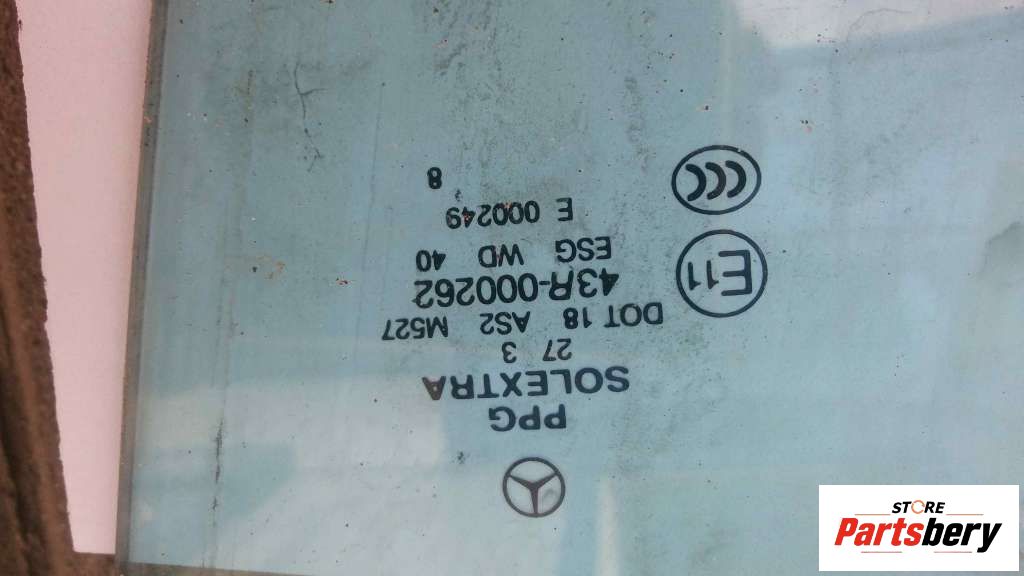 PPG
SOLEXTRA
27 3
DOT 18 AS2 M527
43R-000262
E11
ESG WD 40
E 000249
CCC
8
STORE
Partsbery